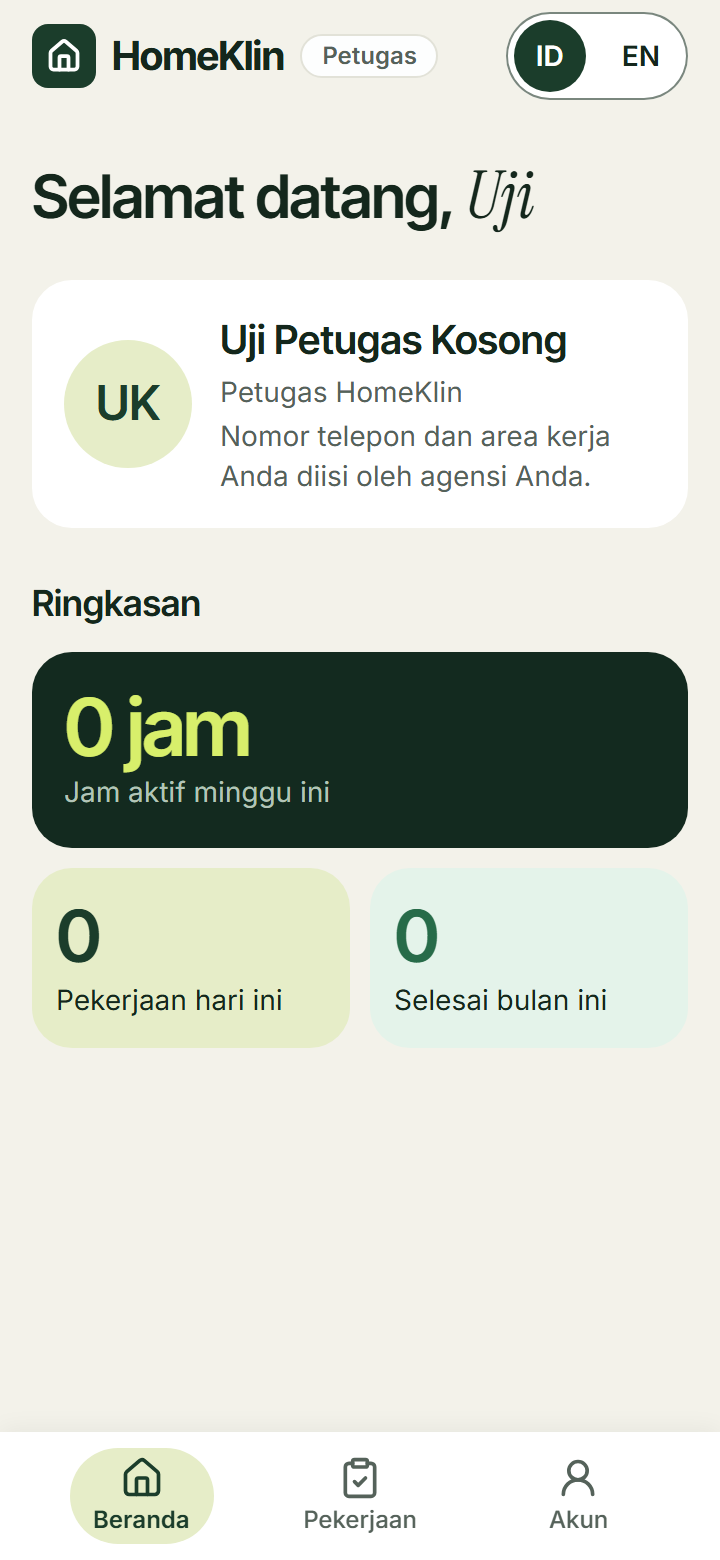 HomeKlin
Petugas
ID
EN
Selamat datang, Uji
UK
Uji Petugas Kosong
Petugas HomeKlin
Nomor telepon dan area kerja
Anda diisi oleh agensi Anda.
Ringkasan
0 jam
Jam aktif minggu ini
0
Pekerjaan hari ini
0
Selesai bulan ini
Beranda
Pekerjaan
Akun